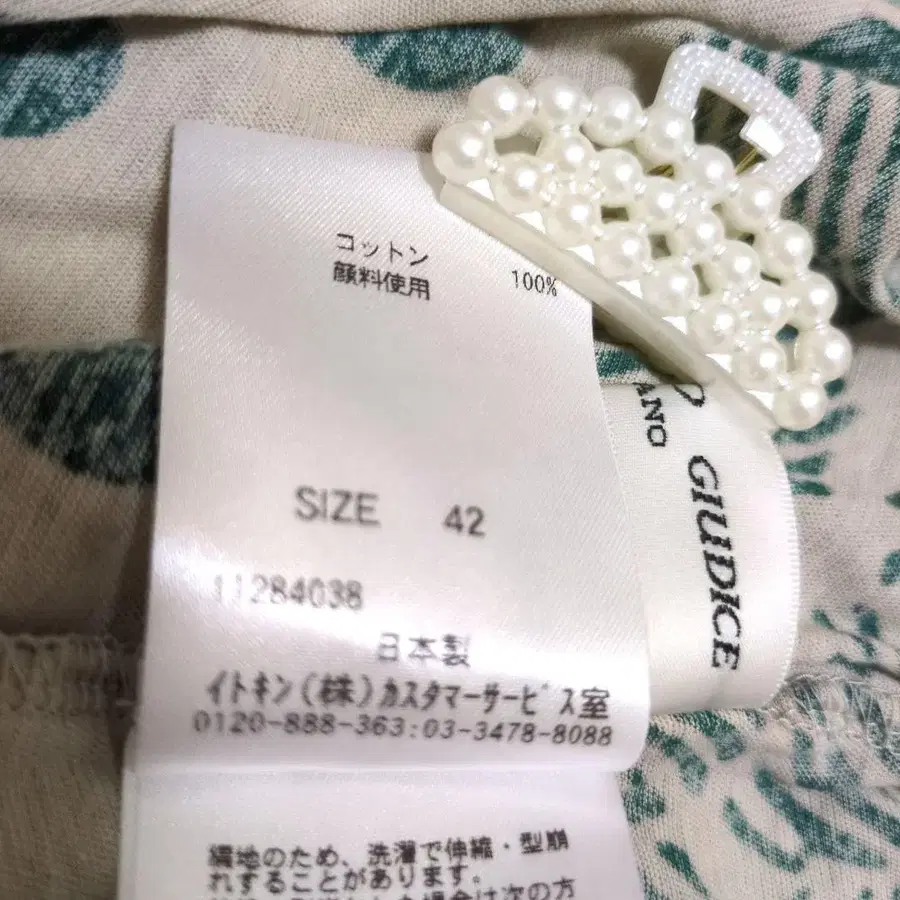 コットン 100%
顔料使用
SIZE 42
11284038
日本製
イトキン(株)カスタマーサービス室
0120-888-363:03-3478-8088
編地のため、洗濯で伸縮・型崩
れすることがあります。
GIUDICE